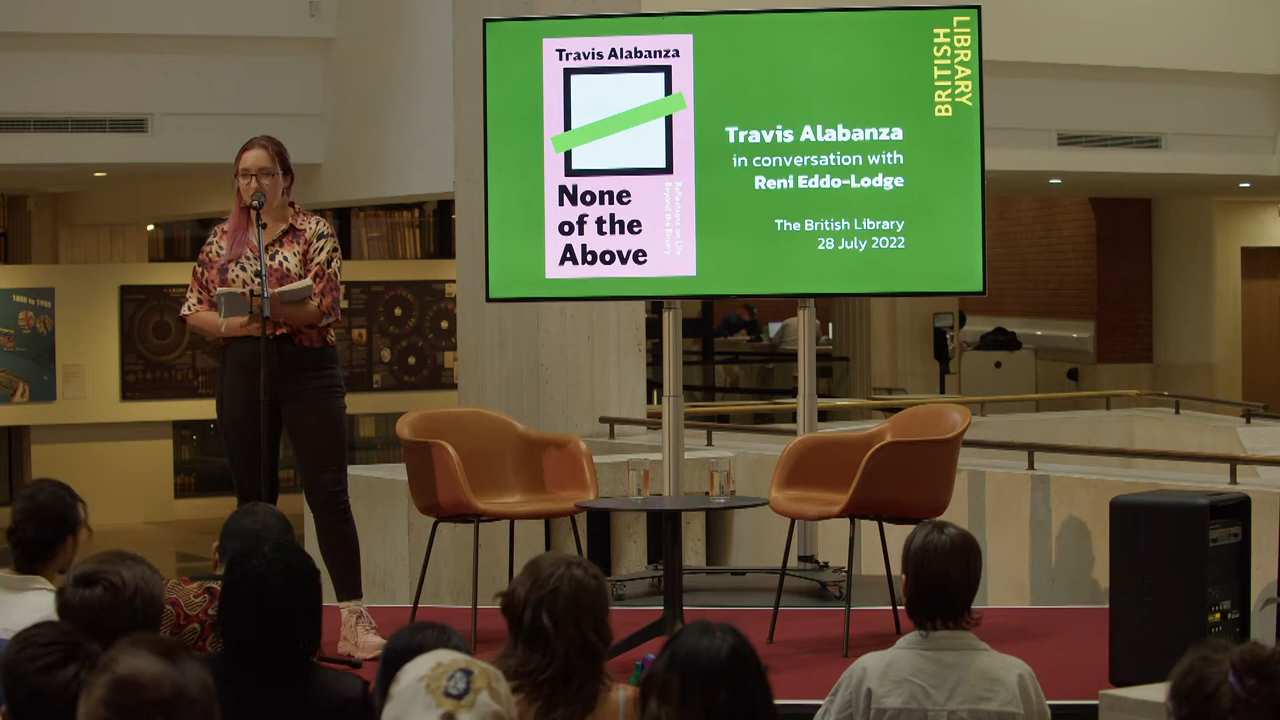 Travis Alabanza
None
of the
Above
Reflections on Life
Beyond the Binary
Travis Alabanza
in conversation with
Reni Eddo-Lodge
The British Library
28 July 2022
LIBRARY
BRITISH
1800 to 1900